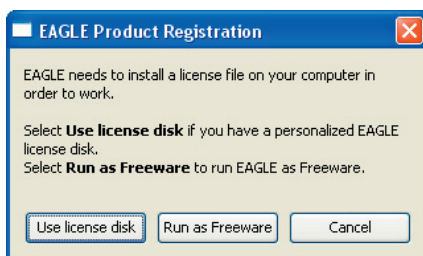 EAGLE Product Registration
EAGLE needs to install a license file on your computer in
order to work.
Select Use license disk if you have a personalized EAGLE
license disk.
Select Run as Freeware to run EAGLE as Freeware.
Use license disk Run as Freeware Cancel